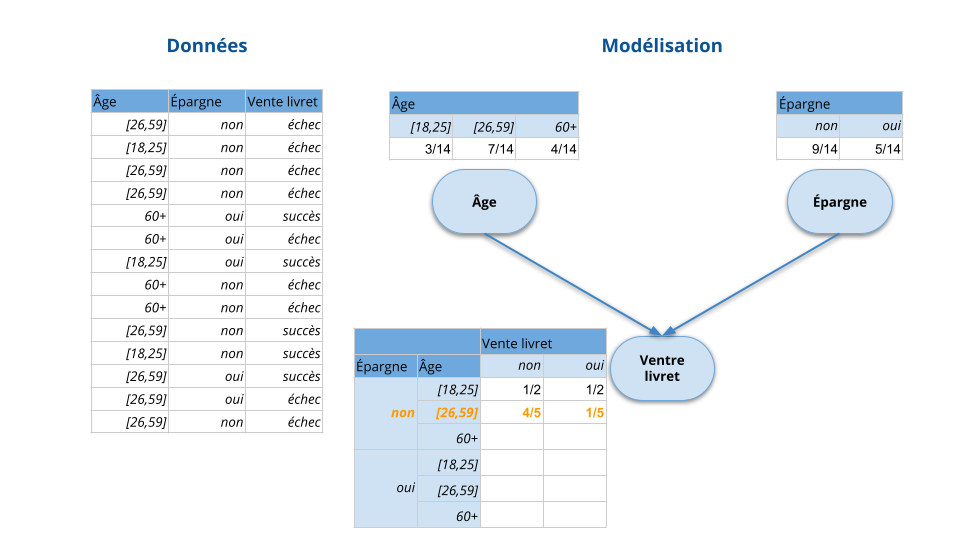 Données
Modélisation
Âge Épargne Vente livret
[26,59] non échec
[18,25] non échec
[26,59] non échec
[26,59] non échec
60+ oui succès
60+ oui échec
[18,25] oui succès
60+ non échec
60+ non échec
[26,59] non succès
[18,25] non succès
[26,59] oui succès
[26,59] oui échec
[26,59] non échec
Âge
[18,25] [26,59] 60+
3/14 7/14 4/14
Épargne
non oui
9/14 5/14
Âge
Épargne
Ventre
livret
Vente livret
Épargne Âge non oui
[18,25] 1/2 1/2
non [26,59] 4/5 1/5
60+
[18,25]
oui [26,59]
60+